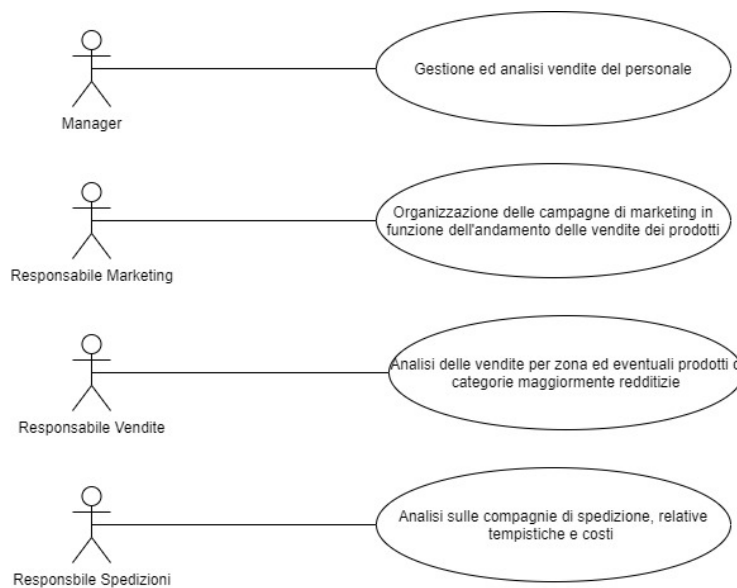 Gestione ed analisi vendite del personale
Manager
Organizzazione delle campagne di marketing in
funzione dell'andamento delle vendite dei prodotti
Responsabile Marketing
Analisi delle vendite per zona ed eventuali prodotti o
categorie maggiormente redditizie
Responsabile Vendite
Analisi sulle compagnie di spedizione, relative
tempistiche e costi
Responsbile Spedizioni